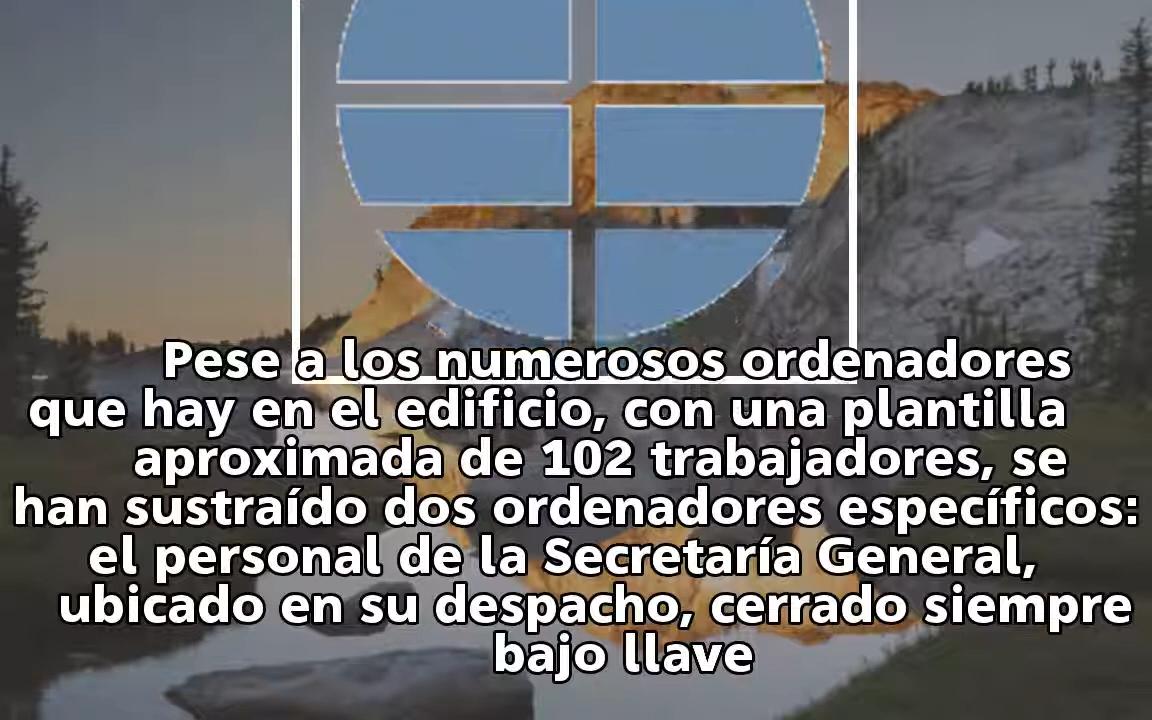 Pese a los numerosos ordenadores
que hay en el edificio, con una plantilla
aproximada de 102 trabajadores, se
han sustraído dos ordenadores específicos:
el personal de la Secretaría General,
ubicado en su despacho, cerrado siempre
bajo llave